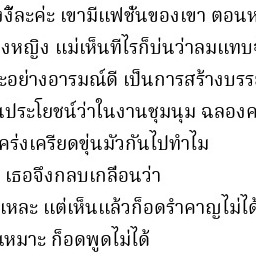 งงี้ละค่ะ เขามีแฟชั่นของเขา ตอนห
งหญิง แม่เห็นทีไรก็บ่นว่าลมแทบจ
ะอย่างอารมณ์ดี เป็นการสร้างบรร
นประโยชน์ว่าในงานชุมนุม ฉลองค
คร่งเครียดขุ่นมัวกันไปทำไม
เธอจึงกลบเกลื่อนว่า
เหละ แต่เห็นแล้วก็อดรำคาญไม่ได้
เหมาะ ก็อดพูดไม่ได้